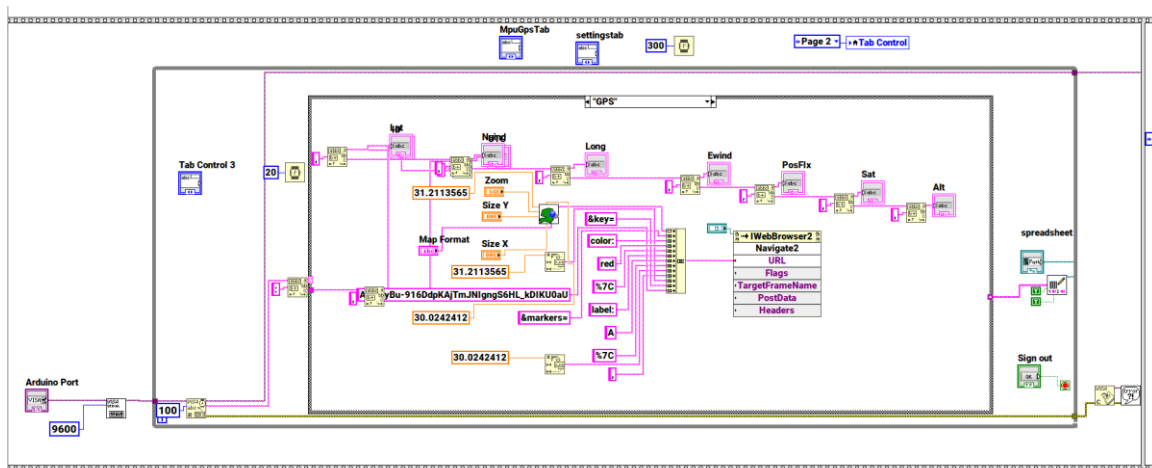 MpuGpsTab
settingstab
300
Page 2
Tab Control
"GPS"
Tab Control 3
20
Long
Ewind
PosFIx
Sat
Alt
31.2113565
Zoom
Size Y
Map Format
Size X
31.2113565
&key=
color:
red
%7C
label:
A
%7C
,
&markers=
30.0242412
30.0242412
IWebBrowser2
Navigate2
URL
Flags
TargetFrameName
PostData
Headers
spreadsheet
Sign out
OK
Arduino Port
VISA
9600
100